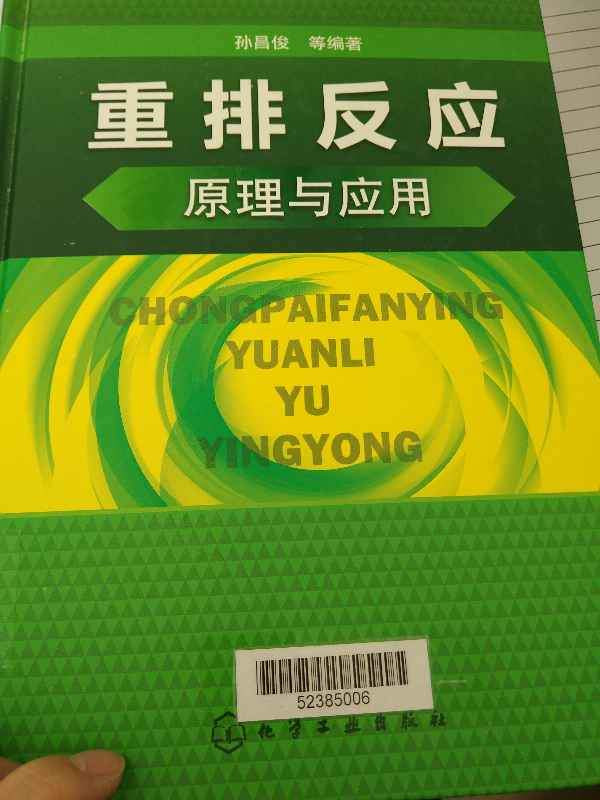 孙昌俊 等编著
重排反应
原理与应用
CHONGPAIFANYING
YUANLI
YU
YINGYONG
52385006
化学工业出版社